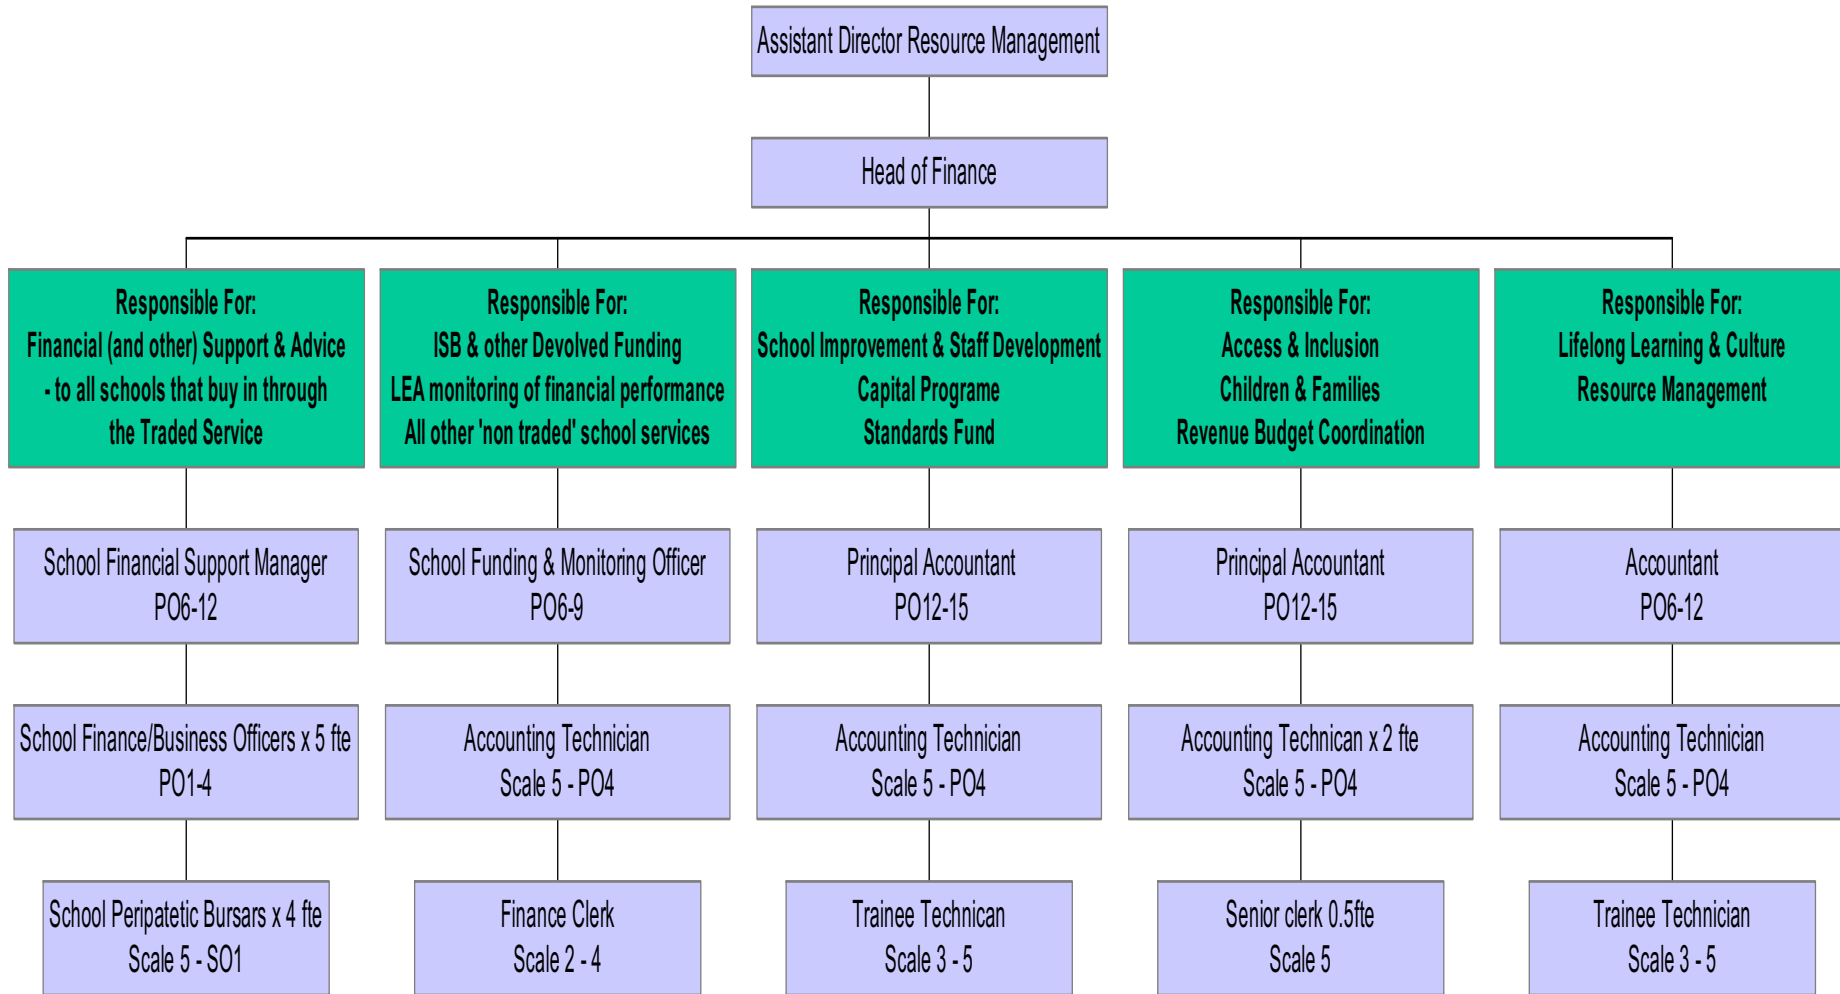 Assistant Director Resource Management
Head of Finance
Responsible For:
Financial (and other) Support & Advice
- to all schools that buy in through
the Traded Service
Responsible For:
ISB & other Devolved Funding
LEA monitoring of financial performance
All other 'non traded' school services
Responsible For:
School Improvement & Staff Development
Capital Programe
Standards Fund
Responsible For:
Access & Inclusion
Children & Families
Revenue Budget Coordination
Responsible For:
Lifelong Learning & Culture
Resource Management
School Financial Support Manager
PO6-12
School Funding & Monitoring Officer
PO6-9
Principal Accountant
PO12-15
Principal Accountant
PO12-15
Accountant
PO6-12
School Finance/Business Officers x 5 fte
PO1-4
Accounting Technician
Scale 5 - PO4
Accounting Technician
Scale 5 - PO4
Accounting Technican x 2 fte
Scale 5 - PO4
Accounting Technician
Scale 5 - PO4
School Peripatetic Bursars x 4 fte
Scale 5 - SO1
Finance Clerk
Scale 2 - 4
Trainee Technican
Scale 3 - 5
Senior clerk 0.5fte
Scale 5
Trainee Technician
Scale 3 - 5